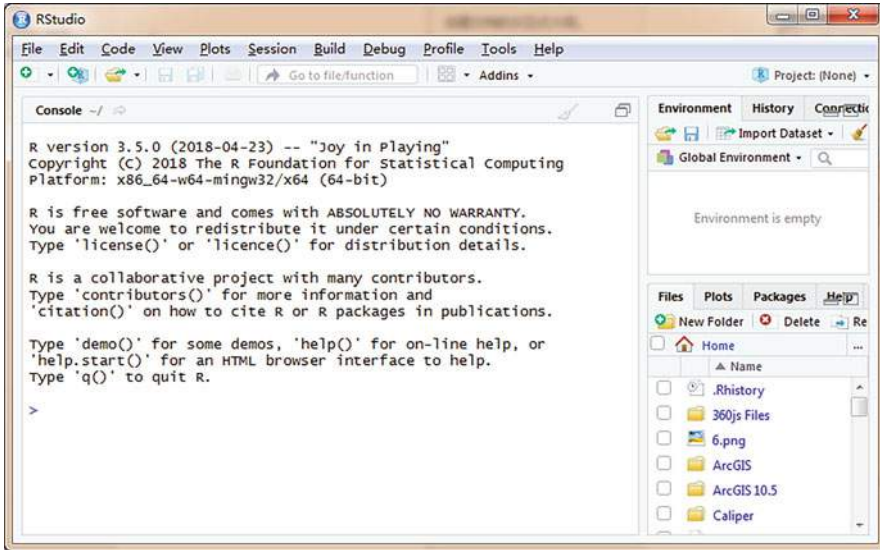 RStudio
File Edit Code View Plots Session Build Debug Profile Tools Help
Go to file/function Addins Project: (None)
Console ~/
Environment History Connectic
Import Dataset
Global Environment
Environment is empty
R version 3.5.0 (2018-04-23) -- "Joy in Playing"
Copyright (C) 2018 The R Foundation for Statistical Computing
Platform: x86_64-w64-mingw32/x64 (64-bit)
R is free software and comes with ABSOLUTELY NO WARRANTY.
You are welcome to redistribute it under certain conditions.
Type 'license()' or 'licence()' for distribution details.
R is a collaborative project with many contributors.
Type 'contributors()' for more information and
'citation()' on how to cite R or R packages in publications.
Type 'demo()' for some demos, 'help()' for on-line help, or
'help.start()' for an HTML browser interface to help.
Type 'q()' to quit R.
>
Files Plots Packages Help
New Folder Delete Re
Home ...
Name
.Rhistory
360js Files
6.png
ArcGIS
ArcGIS 10.5
Caliper